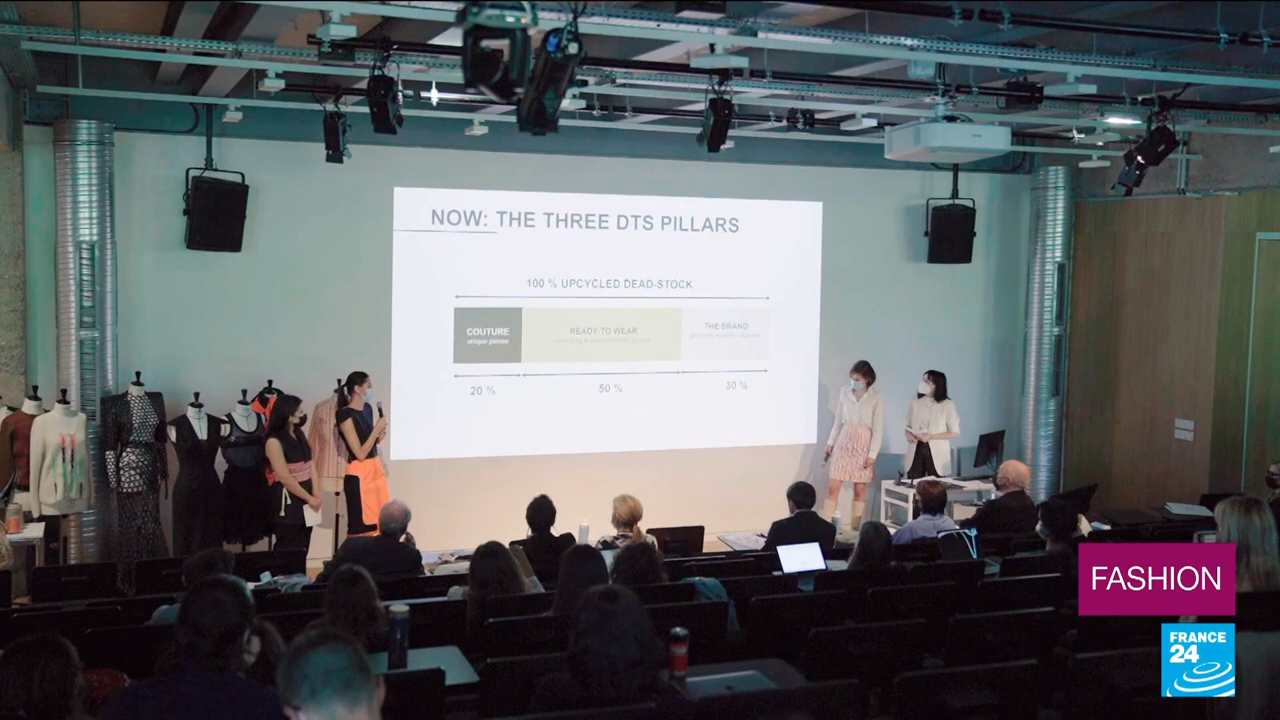 NOW: THE THREE DTS PILLARS
100 % UPCYCLED DEAD-STOCK
COUTURE
unique pieces
READY TO WEAR
THE BRAND
20 %
50 %
30 %
FASHION
FRANCE
24